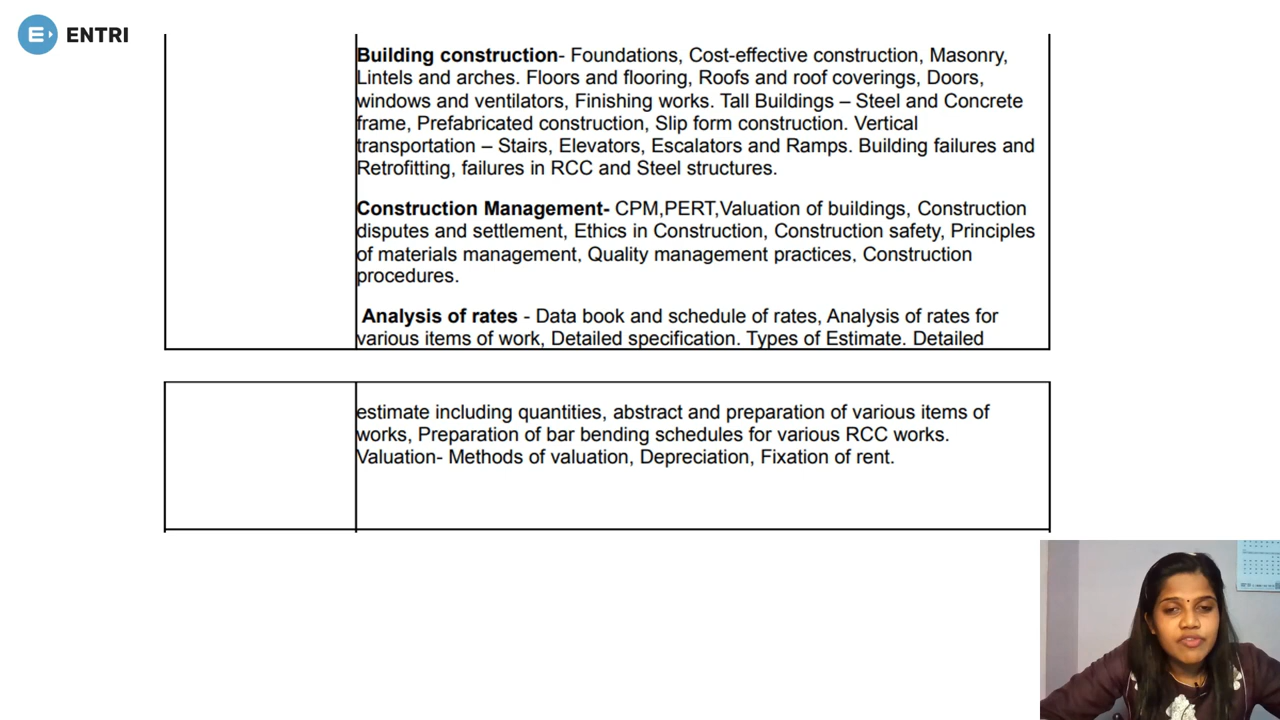 ENTRI
Building construction- Foundations, Cost-effective construction, Masonry,
Lintels and arches. Floors and flooring, Roofs and roof coverings, Doors,
windows and ventilators, Finishing works. Tall Buildings – Steel and Concrete
frame, Prefabricated construction, Slip form construction. Vertical
transportation – Stairs, Elevators, Escalators and Ramps. Building failures and
Retrofitting, failures in RCC and Steel structures.
Construction Management- CPM,PERT,Valuation of buildings, Construction
disputes and settlement, Ethics in Construction, Construction safety, Principles
of materials management, Quality management practices, Construction
procedures.
Analysis of rates - Data book and schedule of rates, Analysis of rates for
various items of work, Detailed specification. Types of Estimate. Detailed
estimate including quantities, abstract and preparation of various items of
works, Preparation of bar bending schedules for various RCC works.
Valuation- Methods of valuation, Depreciation, Fixation of rent.